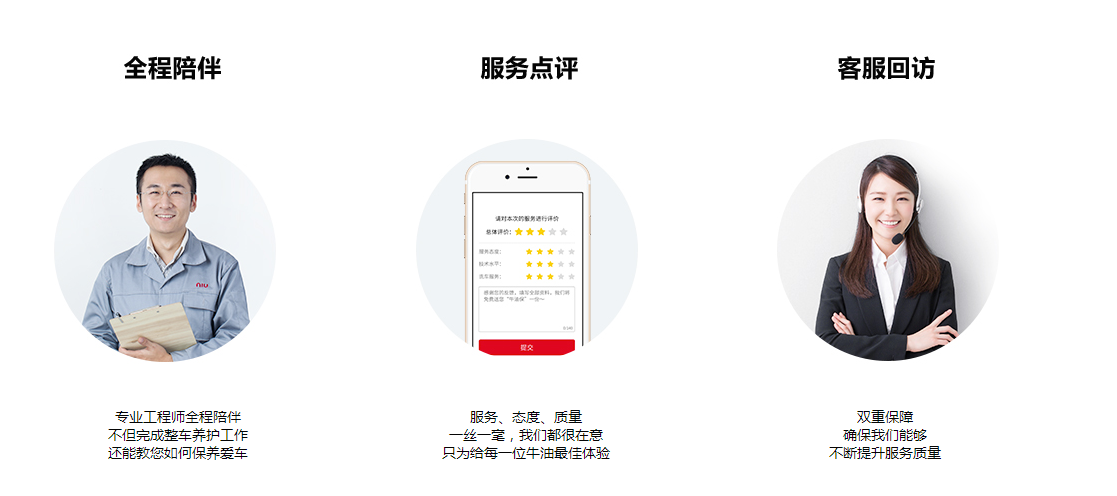 全程陪伴
服务点评
客服回访
niu
请对本次的服务进行评价
总体评价：
服务态度：
技术水平：
洗车服务：
提交
专业工程师全程陪伴
不但完成整车养护工作
还能教您如何保养爱车
服务、态度、质量
一丝一毫，我们都很在意
只为给每一位牛油最佳体验
双重保障
确保我们能够
不断提升服务质量